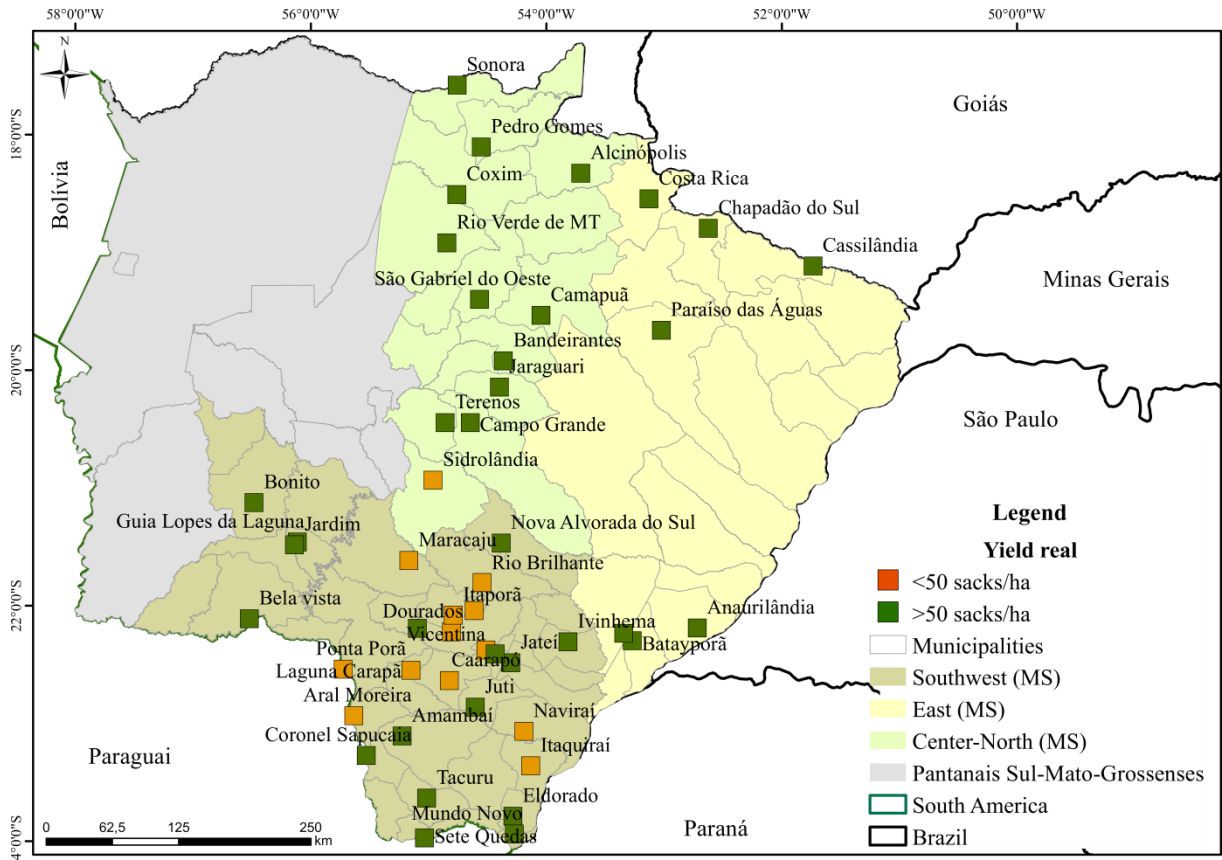 58°0'0"S
56°0'0"S
54°0'0"S
52°0'0"S
50°0'0"S
N
18°0'0"S
20°0'0"S
22°0'0"S
4°0'0"S
Sonora
Goiás
Pedro Gomes
Alcinópolis
Bolívia
Coxim
Costa Rica
Chapadão do Sul
Rio Verde de MT
Cassilândia
São Gabriel do Oeste
Camapuã
Minas Gerais
Paraíso das Águas
Bandeirantes
Jaraguari
Terenos
Campo Grande
São Paulo
Sidrolândia
Bonito
Guia Lopes da Laguna
Jardim
Nova Alvorada do Sul
Maracaju
Rio Brilhante
Itaporã
Bela vista
Dourados
Anaurilândia
Ivinhema
Vicentina
Jateí
Batayporã
Ponta Porã
Caarapó
Laguna Carapã
Juti
Aral Moreira
Amambaí
Naviraí
Coronel Sapucaia
Itaquiraí
Paraguai
Tacuru
Eldorado
Mundo Novo
Sete Quedas
Paraná
Legend
Yield real
<50 sacks/ha
>50 sacks/ha
Municipalities
Southwest (MS)
East (MS)
Center-North (MS)
Pantanais Sul-Mato-Grossenses
South America
Brazil
0 62,5 125 250
km